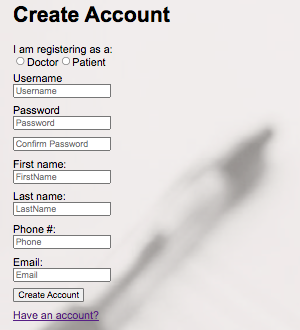 Create Account
I am registering as a:
Doctor Patient
Username
Username
Password
Password
Confirm Password
First name:
FirstName
Last name:
LastName
Phone #:
Phone
Email:
Email
Create Account
Have an account?